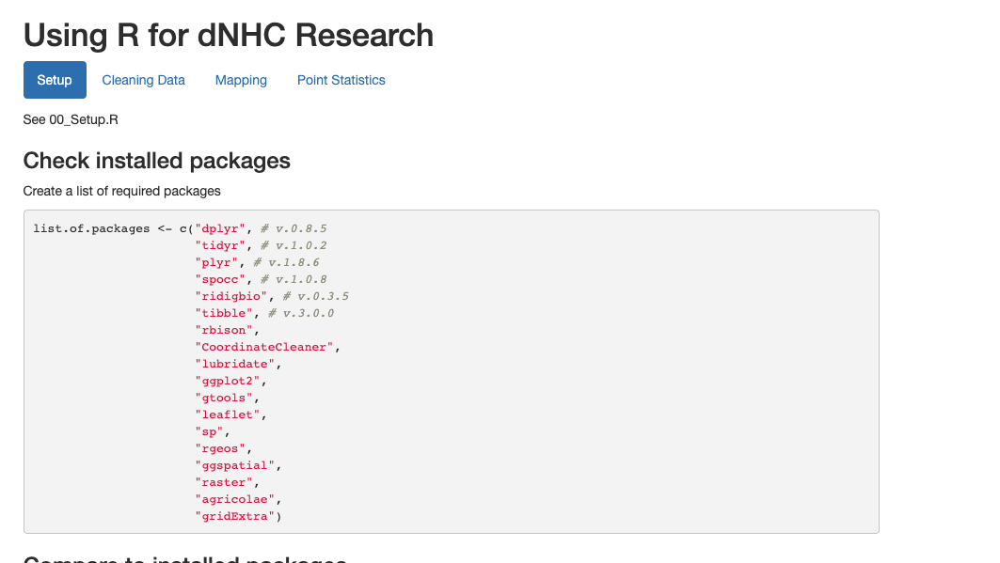 Using R for dNHC Research
Setup Cleaning Data Mapping Point Statistics
See 00_Setup.R
Check installed packages
Create a list of required packages
list.of.packages <- c("dplyr", # v.0.8.5
"tidyr", # v.1.0.2
"plyr", # v.1.8.6
"spocc", # v.1.0.8
"ridigbio", # v.0.3.5
"tibble", # v.3.0.0
"rbison",
"CoordinateCleaner",
"lubridate",
"ggplot2",
"gtools",
"leaflet",
"sp",
"rgeos",
"ggspatial",
"raster",
"agricolae",
"gridExtra")
Compare to installed packages